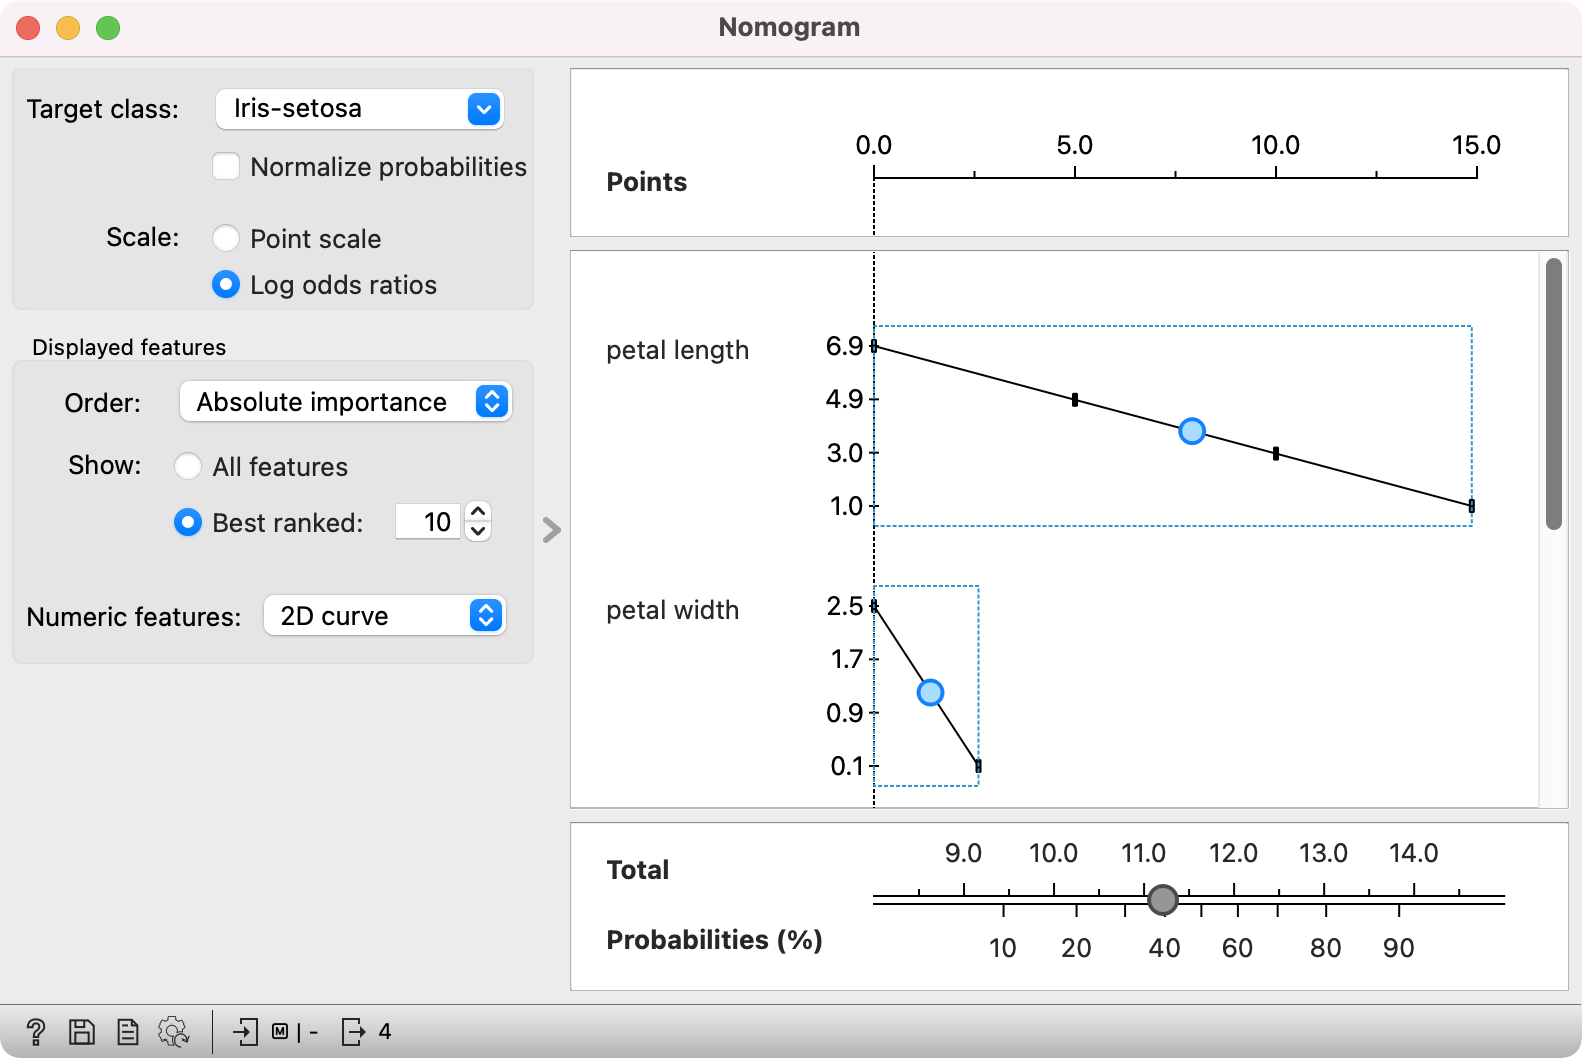 Nomogram
Target class: Iris-setosa
Normalize probabilities
Scale: Point scale
Log odds ratios
Displayed features
Order: Absolute importance
Show: All features
Best ranked: 10
Numeric features: 2D curve
0.0 5.0 10.0 15.0
Points
petal length
6.9
4.9
3.0
1.0
petal width
2.5
1.7
0.9
0.1
9.0 10.0 11.0 12.0 13.0 14.0
Total
Probabilities (%)
10 20 40 60 80 90
? M | - 4